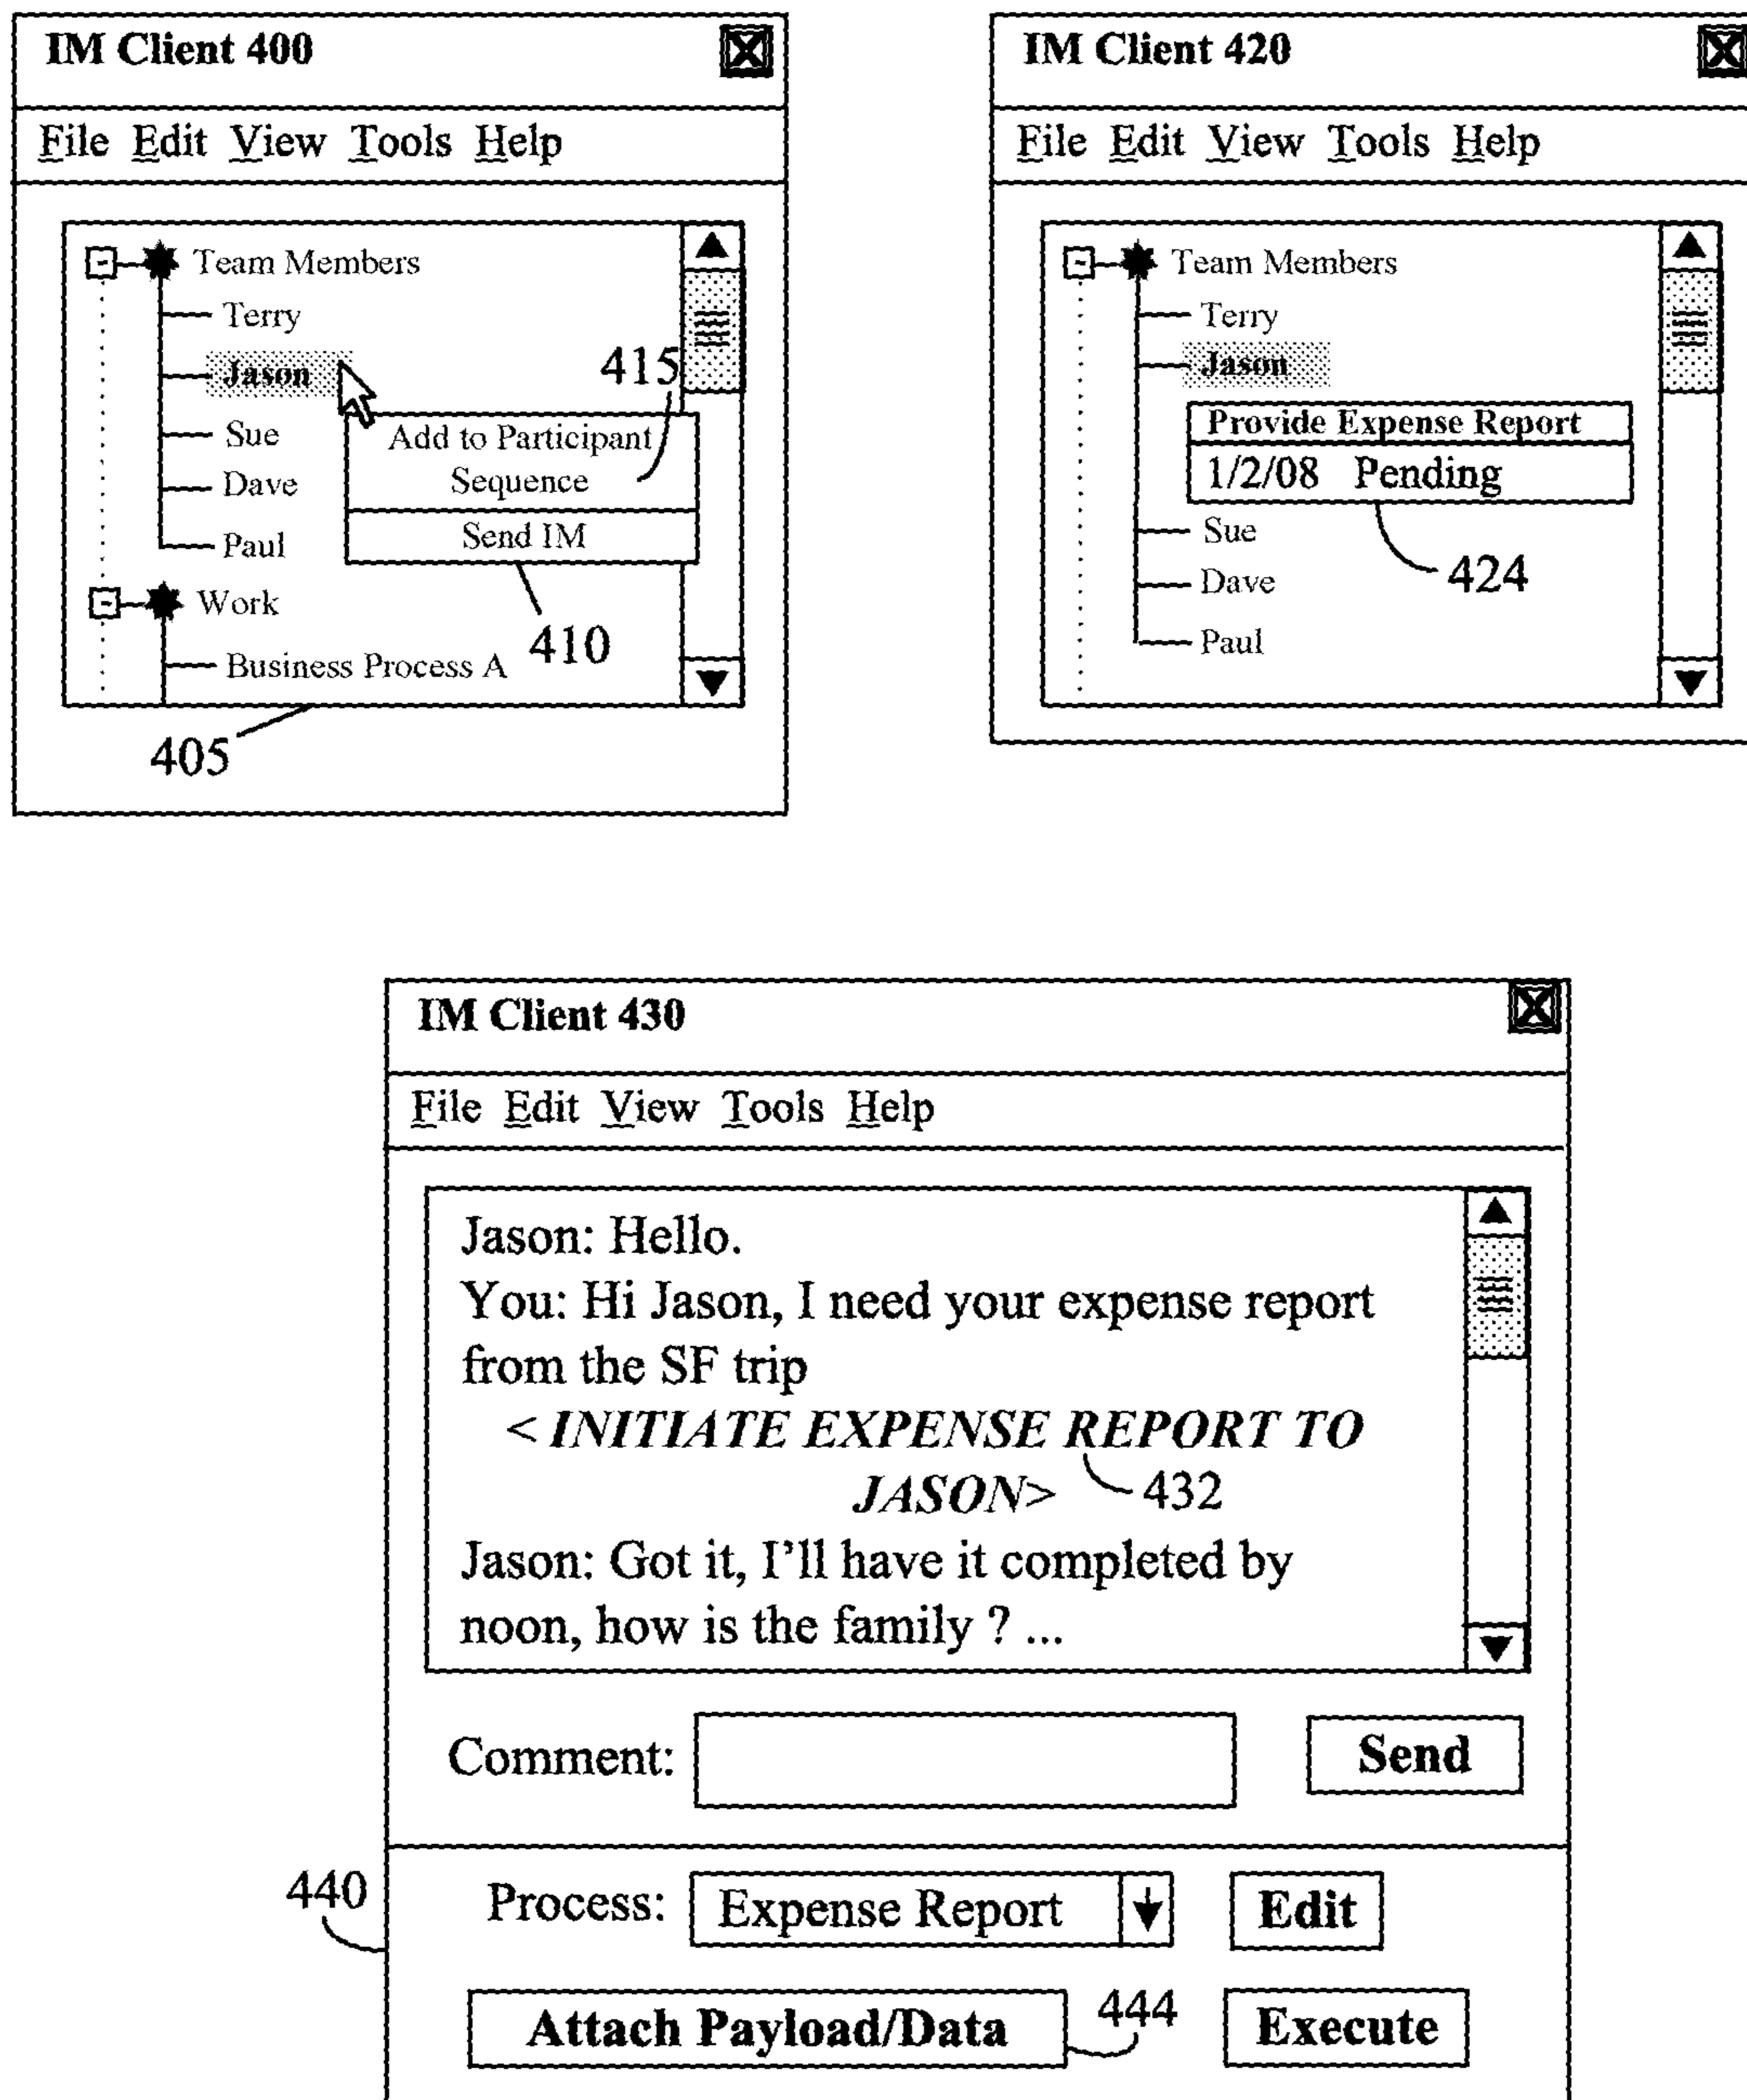 IM Client 400
File Edit View Tools Help
Team Members
Terry
Jason
415
Sue
Add to Participant
Sequence
Dave
Send IM
Paul
Work
410
Business Process A
405
IM Client 420
File Edit View Tools Help
Team Members
Terry
Jason
Provide Expense Report
1/2/08 Pending
Sue
424
Dave
Paul
IM Client 430
File Edit View Tools Help
Jason: Hello.
You: Hi Jason, I need your expense report
from the SF trip
< INITIATE EXPENSE REPORT TO
JASON>
432
Jason: Got it, I'll have it completed by
noon, how is the family ? ...
Comment:
Send
440
Process: Expense Report Edit
Attach Payload/Data 444 Execute